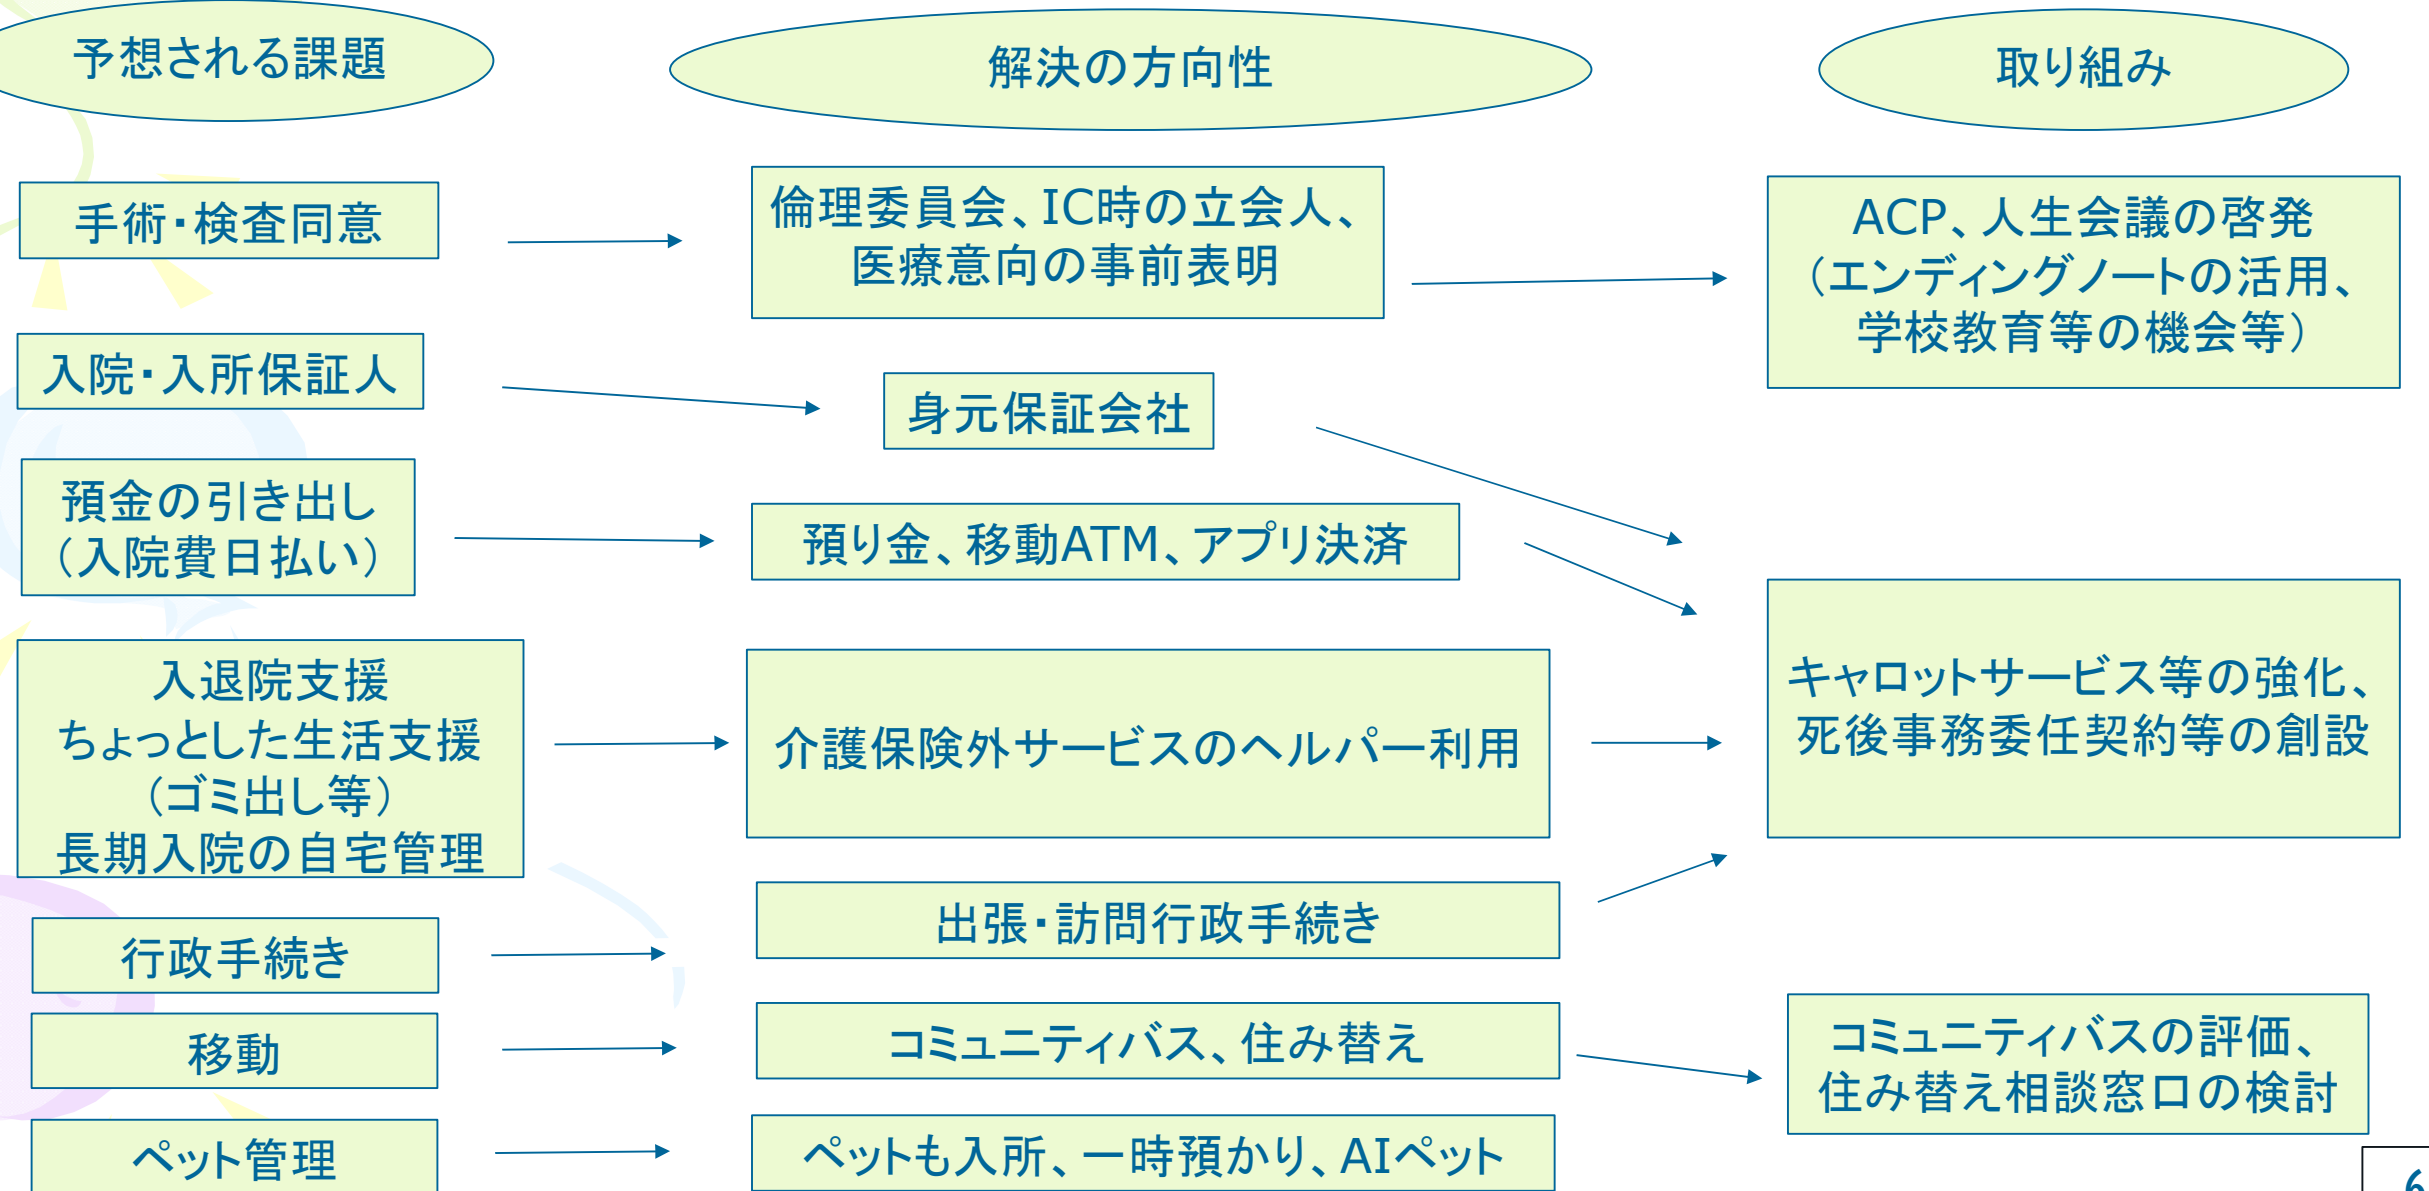 予想される課題
解決の方向性
取り組み
手術・検査同意
倫理委員会、IC時の立会人、
医療意向の事前表明
ACP、人生会議の啓発
（エンディングノートの活用、
学校教育等の機会等）
入院・入所保証人
身元保証会社
預金の引き出し
（入院費日払い）
預り金、移動ATM、アプリ決済
入退院支援
ちょっとした生活支援
（ゴミ出し等）
長期入院の自宅管理
介護保険外サービスのヘルパー利用
キャロットサービス等の強化、
死後事務委任契約等の創設
行政手続き
出張・訪問行政手続き
移動
コミュニティバス、住み替え
コミュニティバスの評価、
住み替え相談窓口の検討
ペット管理
ペットも入所、一時預かり、AIペット